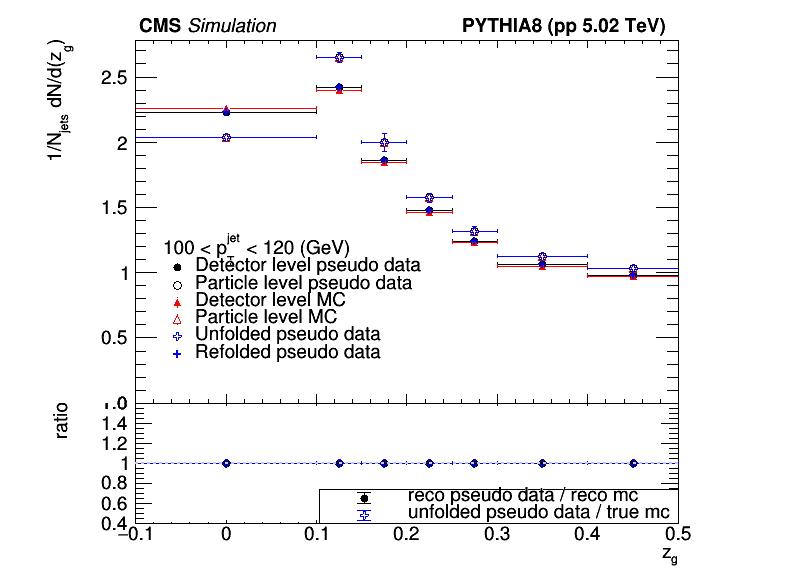 CMS Simulation PYTHIA8 (pp 5.02 TeV)
1/N_jets dN/d(z_g)
2.5
2
1.5
1
0.5
100 < p_T^jet < 120 (GeV)
Detector level pseudo data
Particle level pseudo data
Detector level MC
Particle level MC
Unfolded pseudo data
Refolded pseudo data
ratio
1.4
1.2
1
0.8
0.6
0.4
reco pseudo data / reco mc
unfolded pseudo data / true mc
−0.1 0 0.1 0.2 0.3 0.4 0.5
z_g